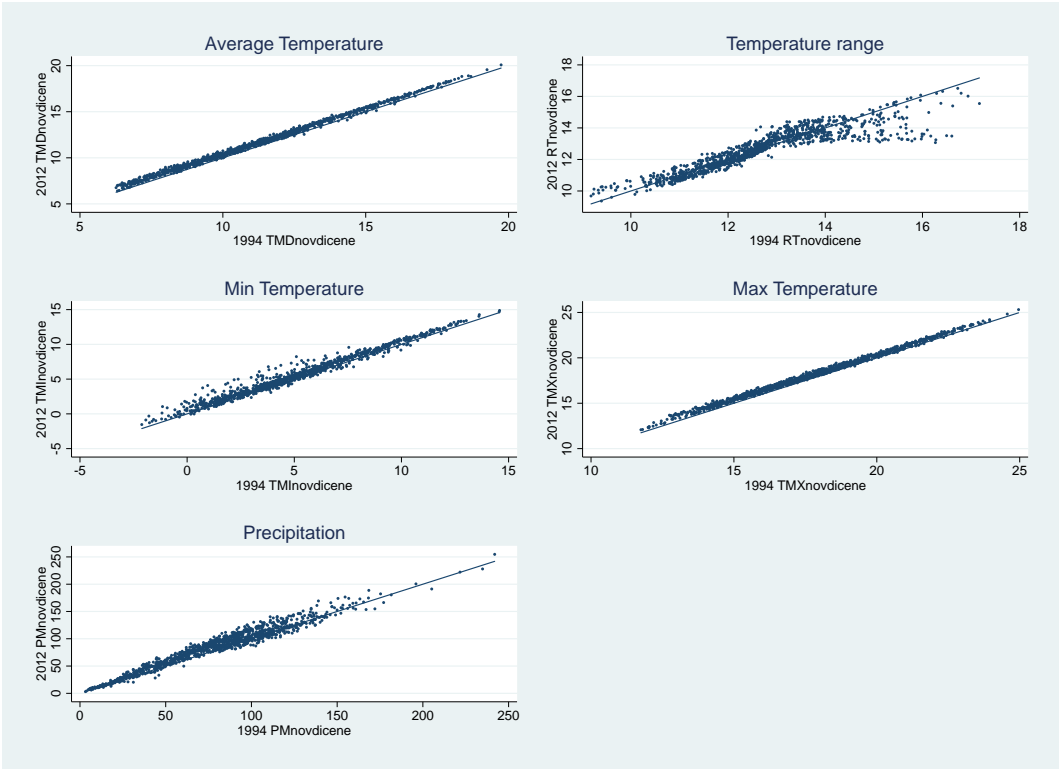 Average Temperature
2012 TMDnovdicene
20
15
10
5
5 10 15 20
1994 TMDnovdicene
Temperature range
2012 RTnovdicene
18
16
14
12
10
10 12 14 16 18
1994 RTnovdicene
Min Temperature
2012 TMInovdicene
15
10
5
0
-5
-5 0 5 10 15
1994 TMInovdicene
Max Temperature
2012 TMXnovdicene
25
20
15
10
10 15 20 25
1994 TMXnovdicene
Precipitation
2012 PMnovdicene
250
200
150
100
50
0
0 50 100 150 200 250
1994 PMnovdicene